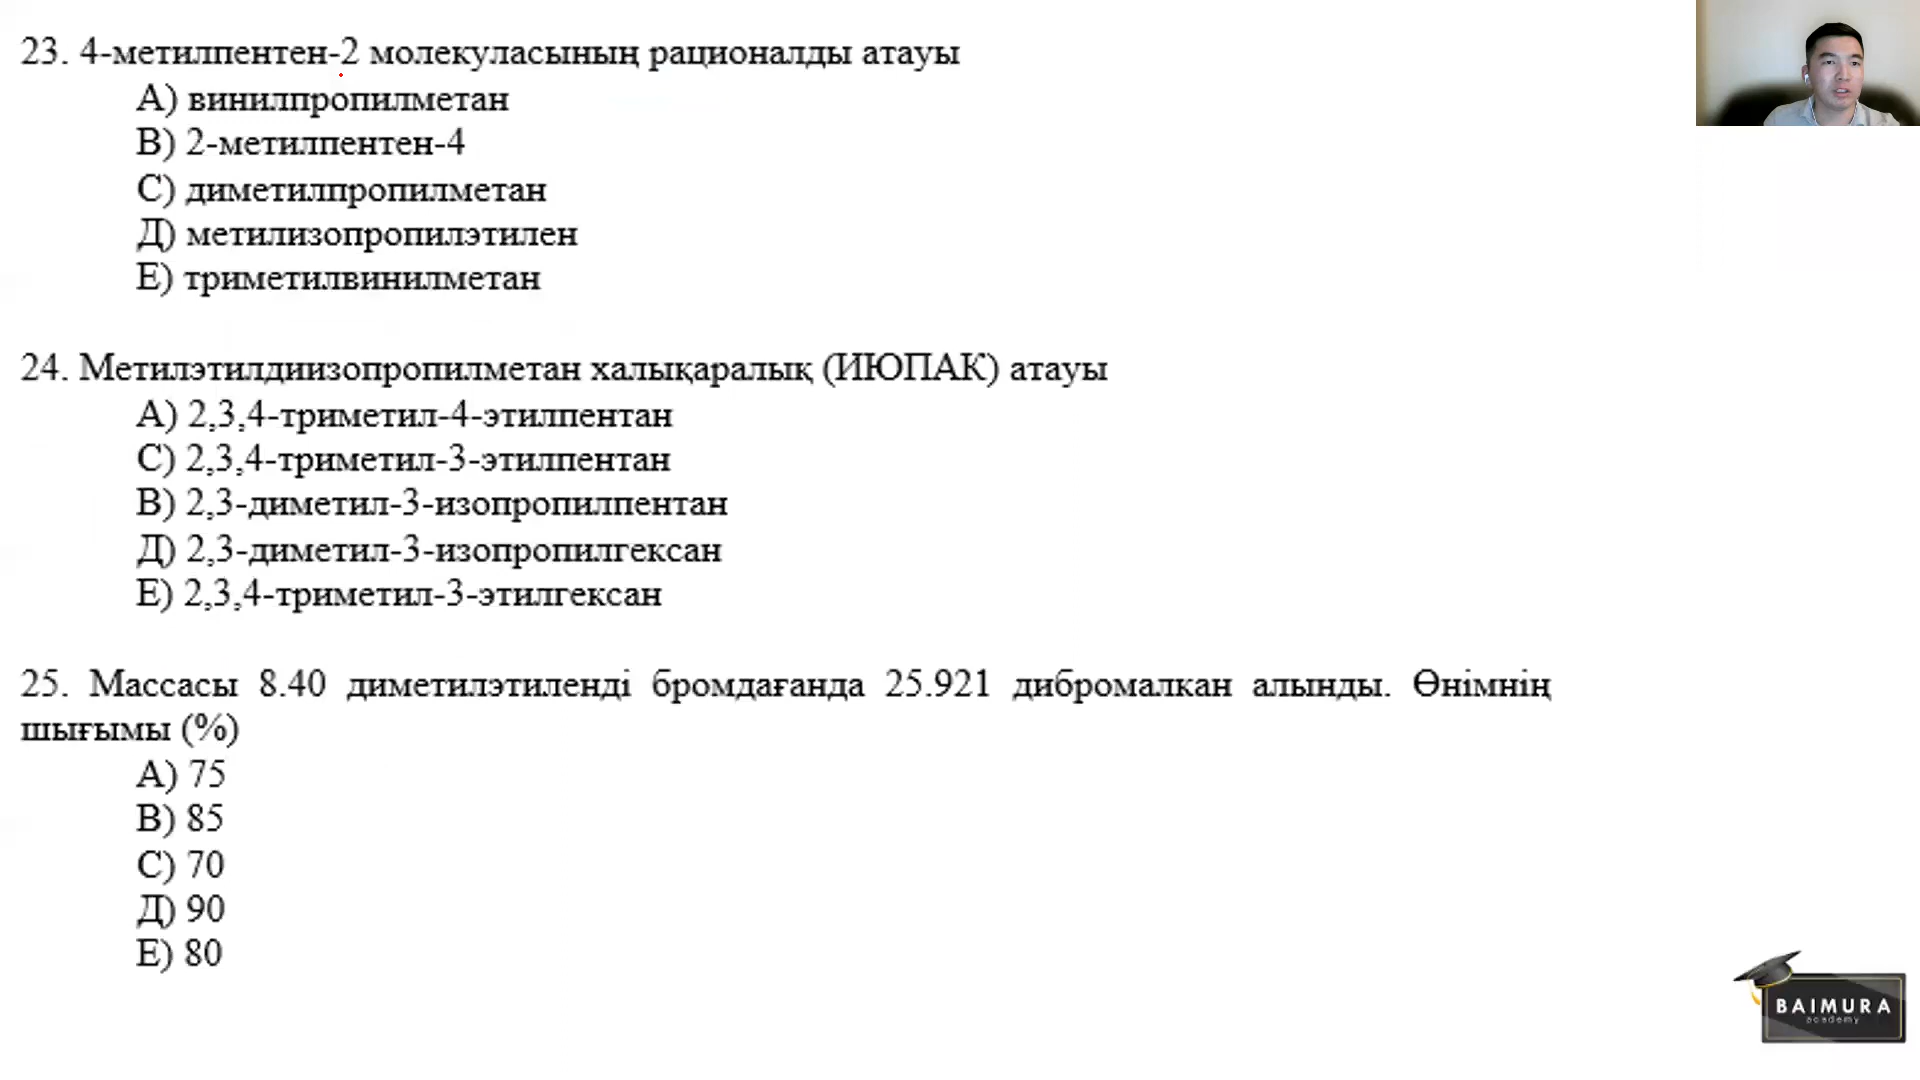 23. 4-метилпентен-2 молекуласының рационалды атауы
А) винилпропилметан
В) 2-метилпентен-4
С) диметилпропилметан
Д) метилизопропилэтилен
Е) триметилвинилметан
24. Метилэтилдиизопропилметан халықаралық (ИЮПАК) атауы
А) 2,3,4-триметил-4-этилпентан
С) 2,3,4-триметил-3-этилпентан
В) 2,3-диметил-3-изопропилпентан
Д) 2,3-диметил-3-изопропилгексан
Е) 2,3,4-триметил-3-этилгексан
25. Массасы 8.40 диметилэтиленді бромдағанда 25.921 дибромалкан алынды. Өнімнің
шығымы (%)
А) 75
В) 85
С) 70
Д) 90
Е) 80
BAIMURA
academy